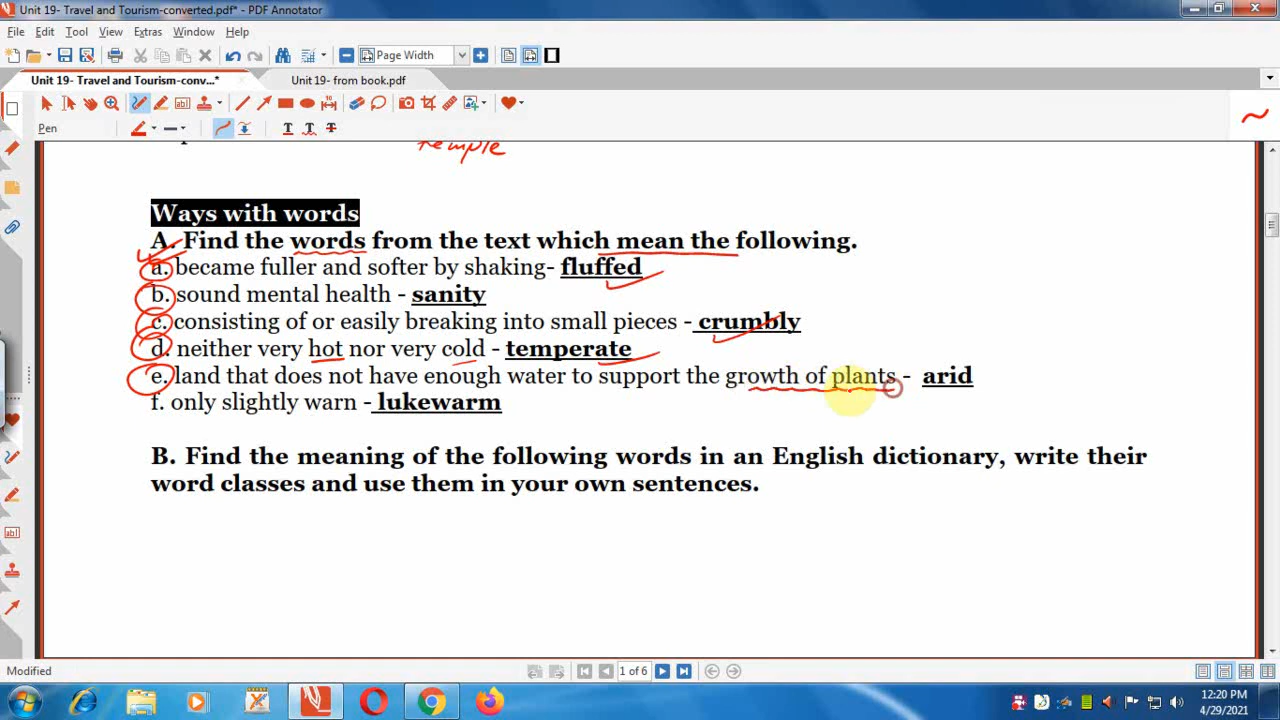 Unit 19- Travel and Tourism-converted.pdf* - PDF Annotator
File Edit Tool View Extras Window Help
Page Width
Unit 19- Travel and Tourism-conv...* Unit 19- from book.pdf
Pen
temple
Ways with words
A. Find the words from the text which mean the following.
a. became fuller and softer by shaking- fluffed
b. sound mental health - sanity
c. consisting of or easily breaking into small pieces - crumbly
d. neither very hot nor very cold - temperate
e. land that does not have enough water to support the growth of plants - arid
f. only slightly warn - lukewarm
B. Find the meaning of the following words in an English dictionary, write their
word classes and use them in your own sentences.
Modified 1 of 6
12:20 PM
4/29/2021